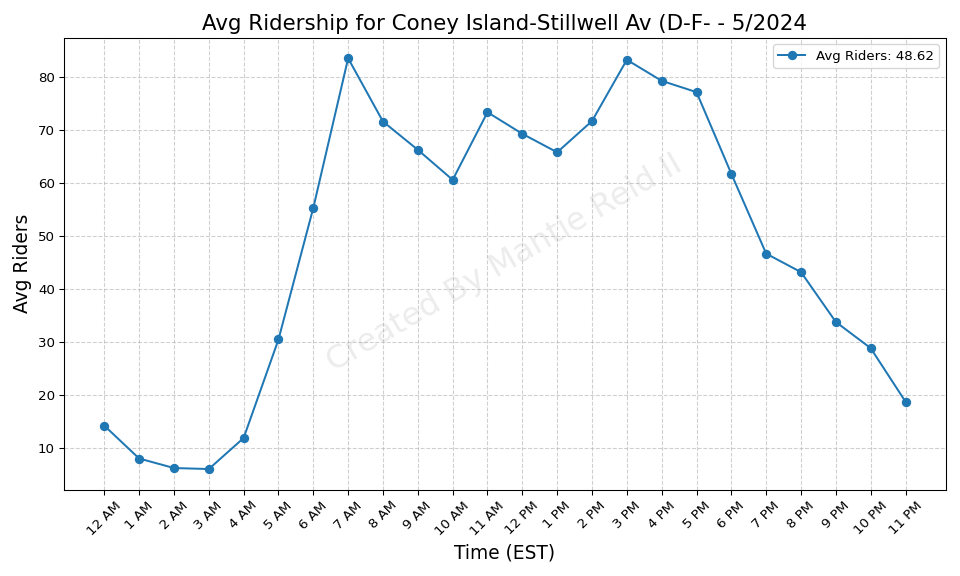 Avg Ridership for Coney Island-Stillwell Av (D-F- - 5/2024
Avg Riders: 48.62
80
70
60
50
40
30
20
10
Avg Riders
Created By Mantie Reid II
12 AM 1 AM 2 AM 3 AM 4 AM 5 AM 6 AM 7 AM 8 AM 9 AM 10 AM 11 AM 12 PM 1 PM 2 PM 3 PM 4 PM 5 PM 6 PM 7 PM 8 PM 9 PM 10 PM 11 PM
Time (EST)